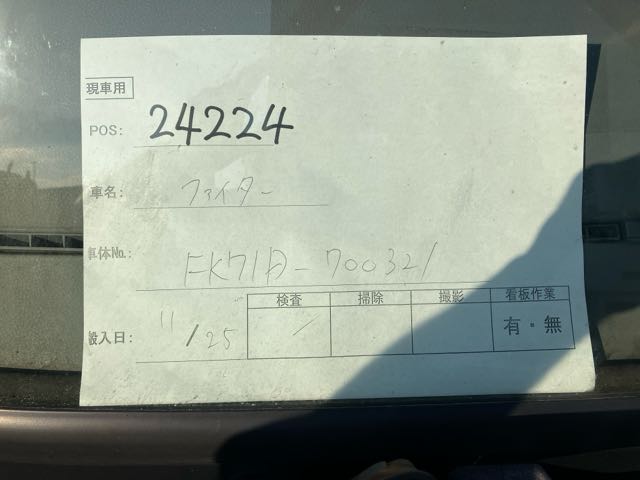 現車用
POS: 24224
車名: ファイター
車体No.: FK71D-700321
搬入日: 11/25
検査 掃除 撮影 看板作業
有・無